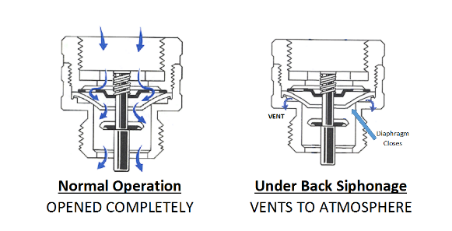 VENT
Diaphragm
Closes
Normal Operation
OPENED COMPLETELY
Under Back Siphonage
VENTS TO ATMOSPHERE